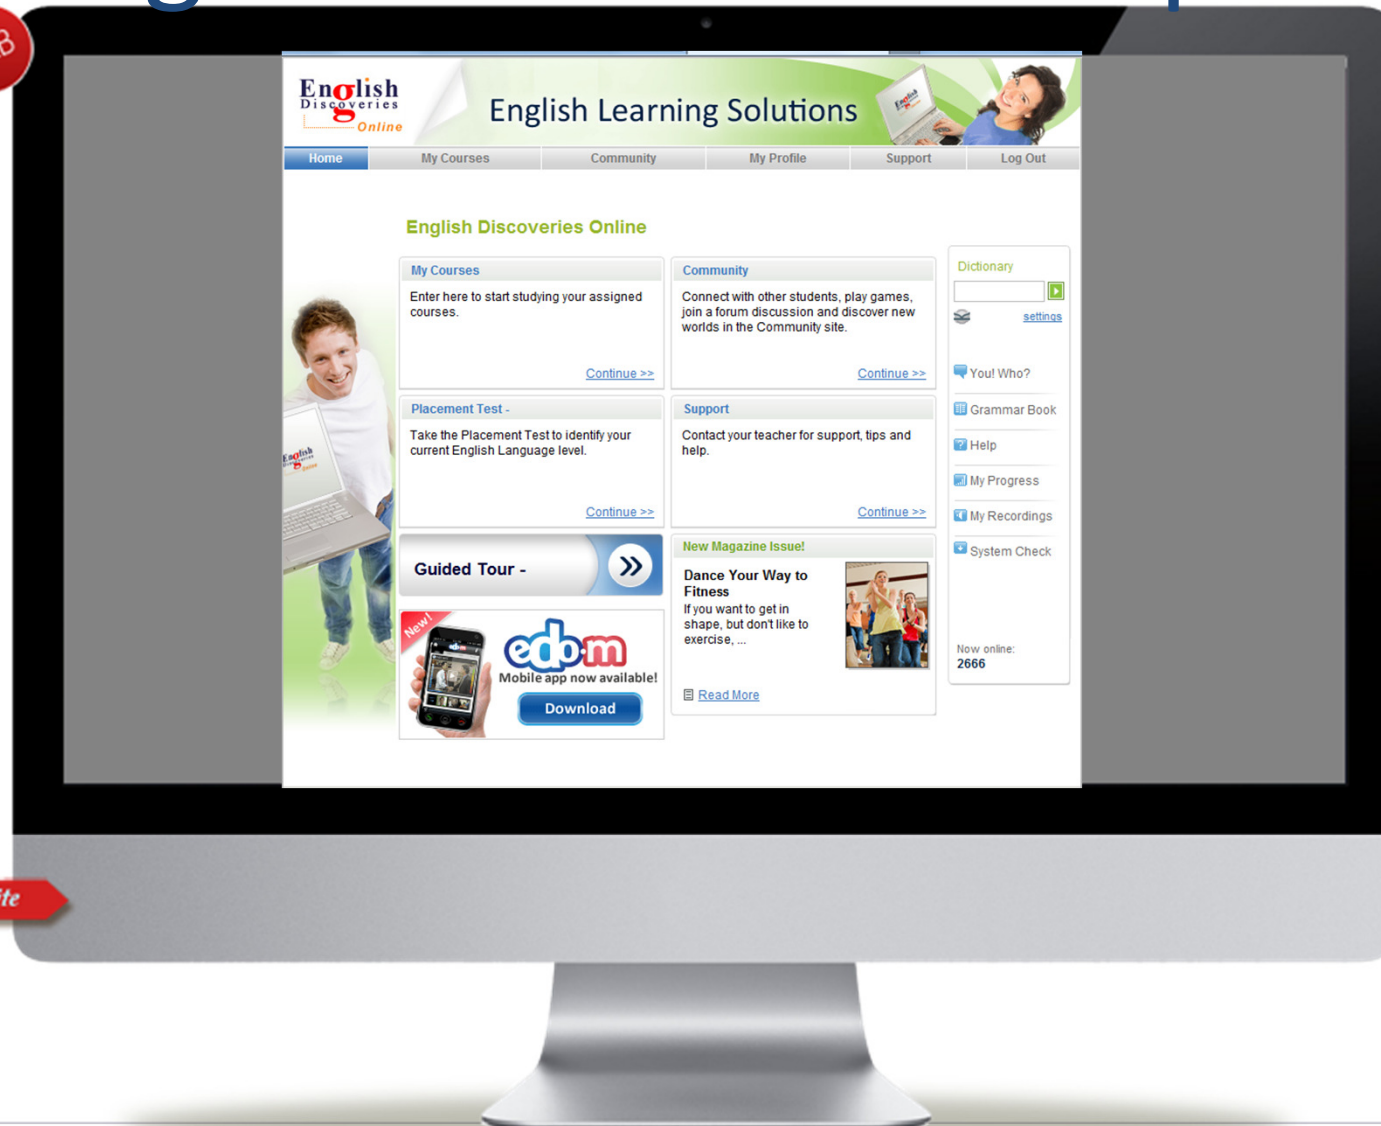 English
Discoveries
Online
English Learning Solutions
English
Home
My Courses
Community
My Profile
Support
Log Out
English Discoveries Online
My Courses
Enter here to start studying your assigned
courses.
Continue >>
Community
Connect with other students, play games,
join a forum discussion and discover new
worlds in the Community site.
Continue >>
Placement Test -
Take the Placement Test to identify your
current English Language level.
Continue >>
Support
Contact your teacher for support, tips and
help.
Continue >>
Guided Tour -
New!
edo·m
Mobile app now available!
Download
New Magazine Issue!
Dance Your Way to
Fitness
If you want to get in
shape, but don't like to
exercise, ...
Read More
Dictionary
settings
You! Who?
Grammar Book
Help
My Progress
My Recordings
System Check
Now online:
2666
English
Discoveries
Online